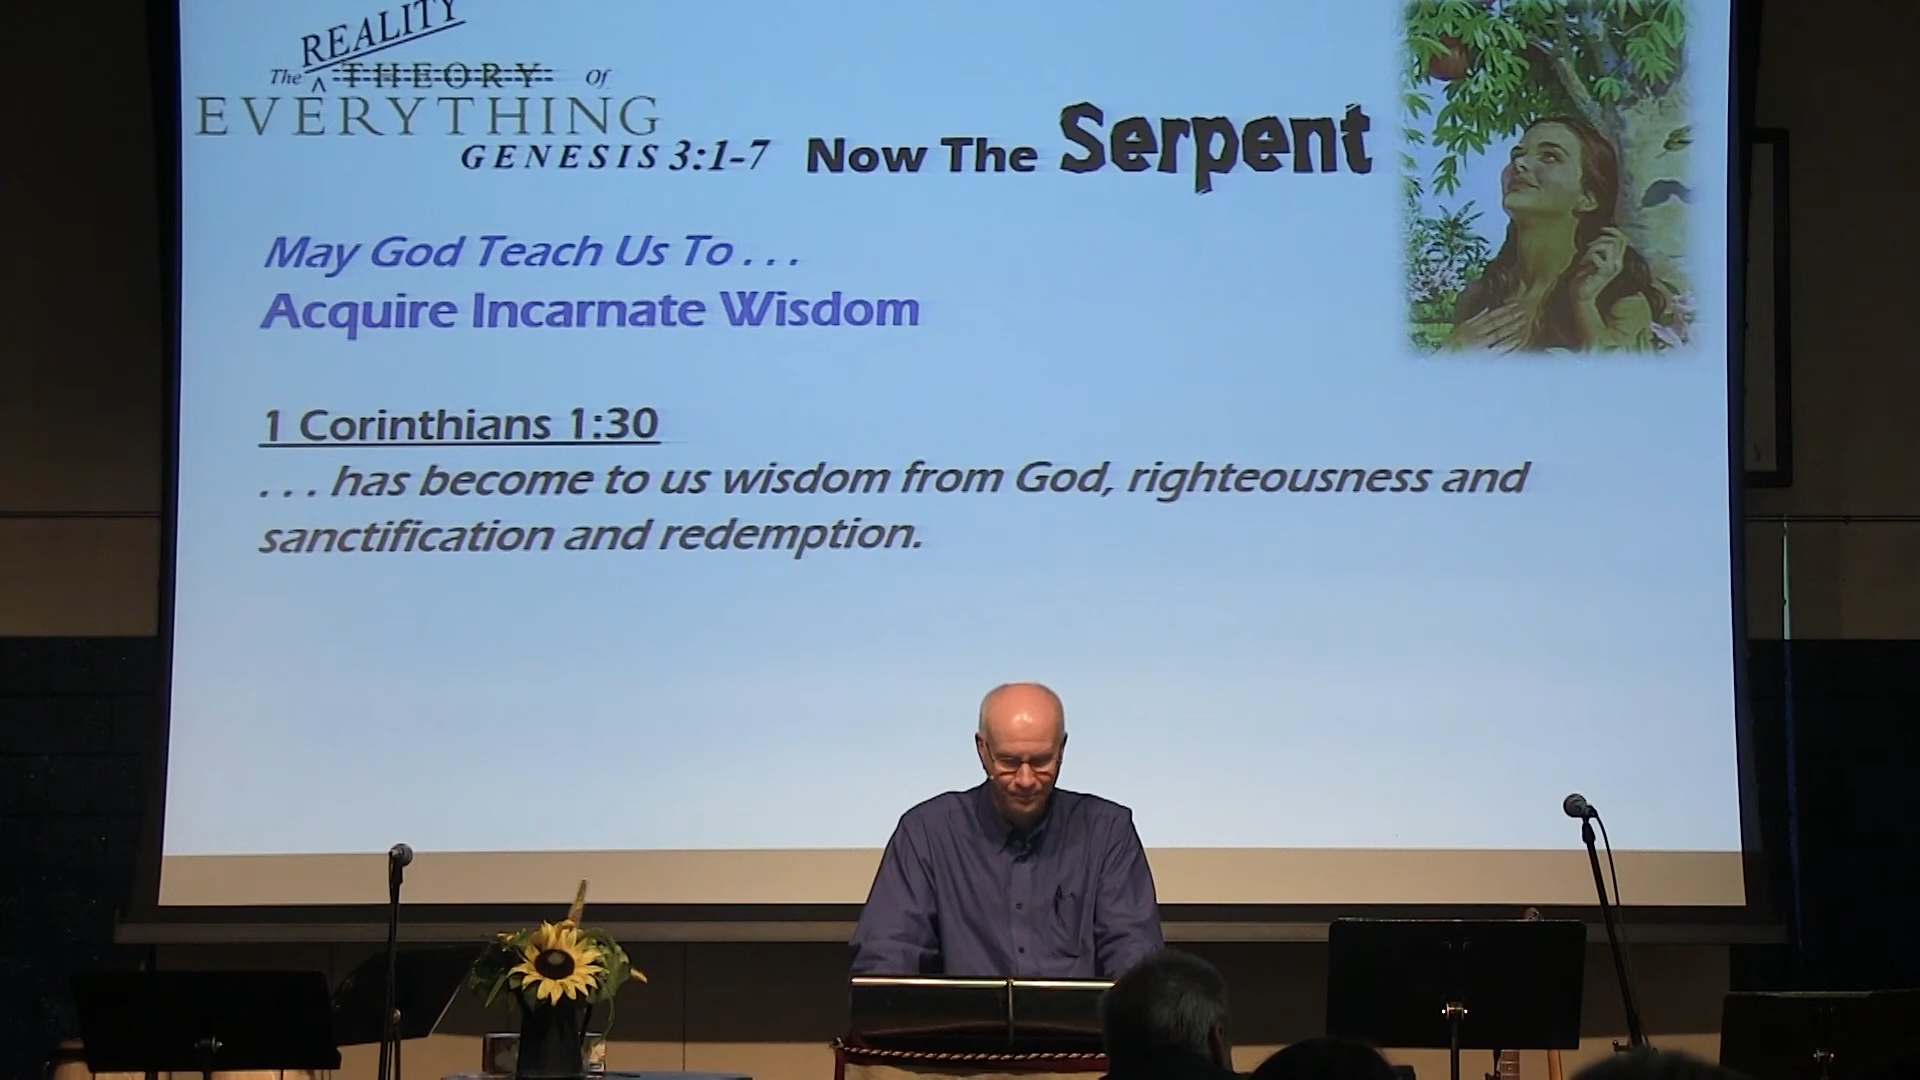 REALITY
The ^ THEORY Of
EVERYTHING
GENESIS 3:1-7 Now The Serpent
May God Teach Us To . . .
Acquire Incarnate Wisdom
1 Corinthians 1:30
. . . has become to us wisdom from God, righteousness and
sanctification and redemption.